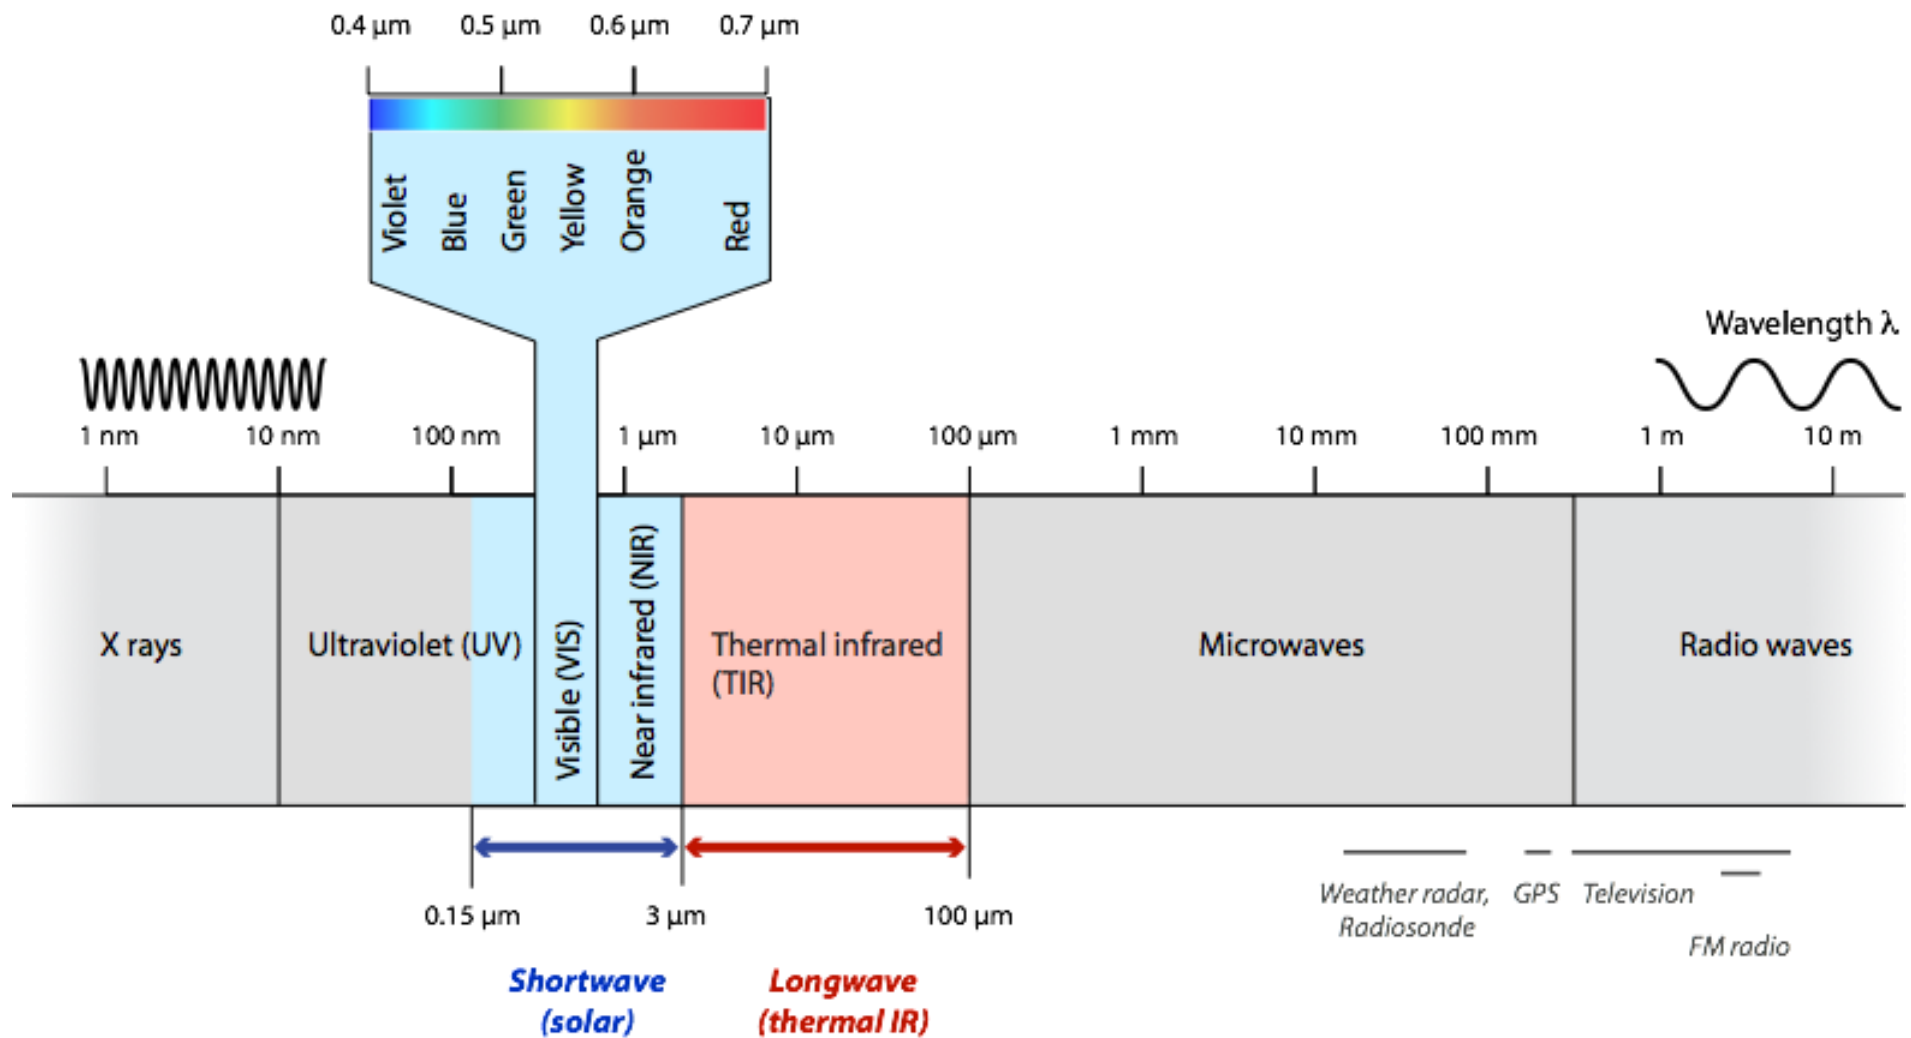 0.4 μm 0.5 μm 0.6 μm 0.7 μm
Violet
Blue
Green
Yellow
Orange
Red
Wavelength λ
1 nm 10 nm 100 nm 1 μm 10 μm 100 μm 1 mm 10 mm 100 mm 1 m 10 m
X rays
Ultraviolet (UV)
Visible (VIS)
Near infrared (NIR)
Thermal infrared
(TIR)
Microwaves
Radio waves
0.15 μm 3 μm 100 μm
Shortwave
(solar)
Longwave
(thermal IR)
Weather radar,
Radiosonde
GPS
Television
FM radio